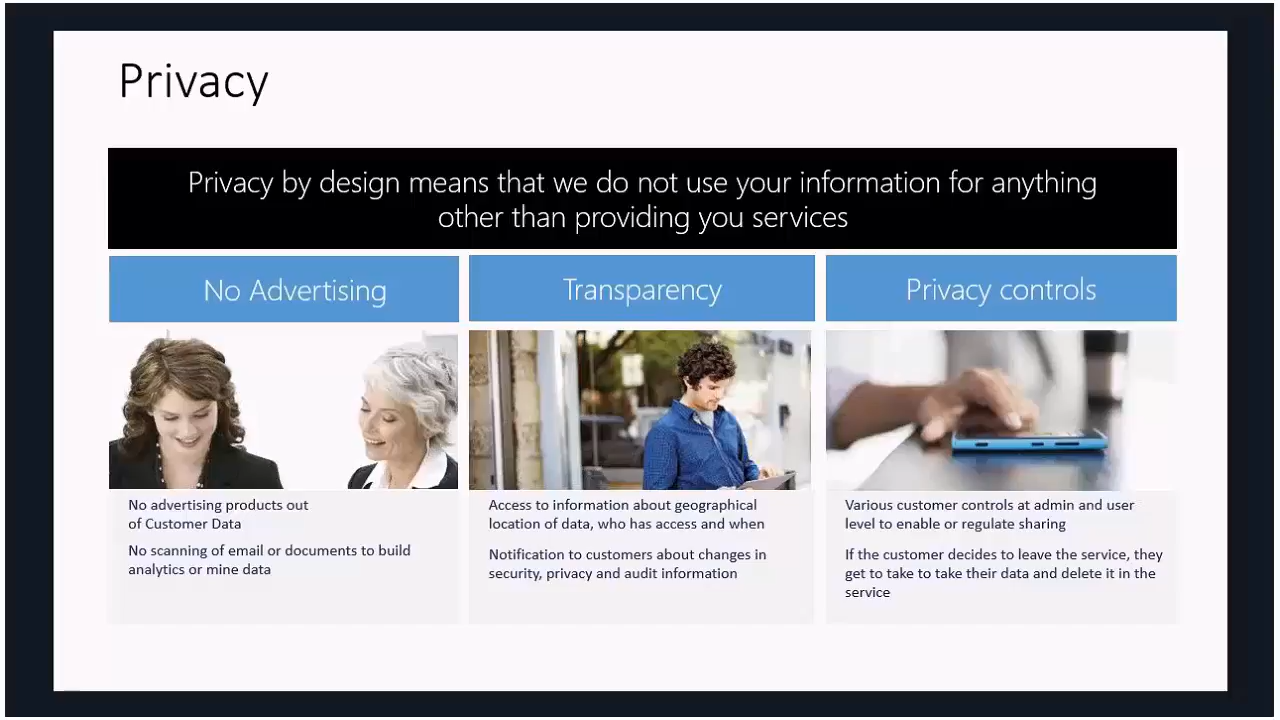 Privacy
Privacy by design means that we do not use your information for anything
other than providing you services
No Advertising
Transparency
Privacy controls
No advertising products out
of Customer Data
No scanning of email or documents to build
analytics or mine data
Access to information about geographical
location of data, who has access and when
Notification to customers about changes in
security, privacy and audit information
Various customer controls at admin and user
level to enable or regulate sharing
If the customer decides to leave the service, they
get to take to take their data and delete it in the
service